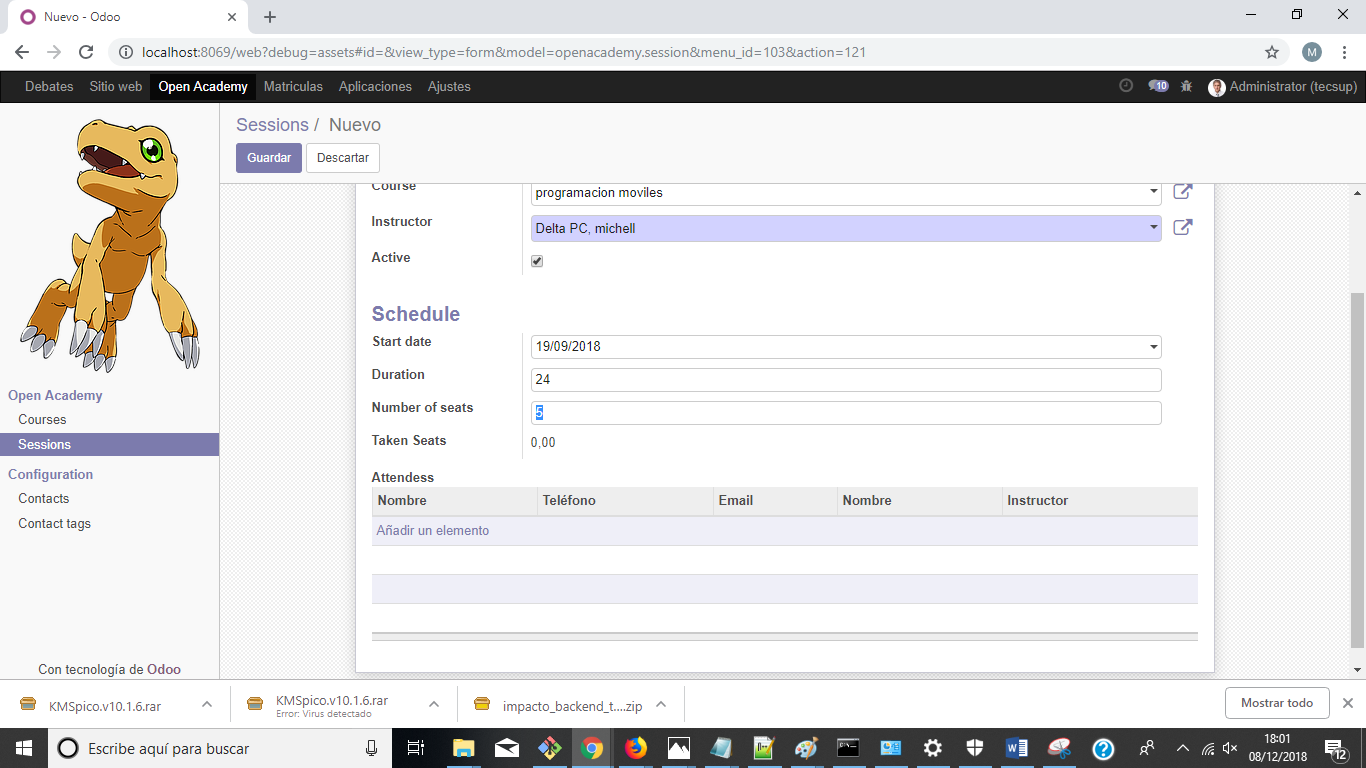 Nuevo - Odoo
localhost:8069/web?debug=assets#id=&view_type=form&model=openacademy.session&menu_id=103&action=121
M
Debates Sitio web Open Academy Matriculas Aplicaciones Ajustes 10 Administrator (tecsup)
Sessions / Nuevo
Guardar Descartar
Course programacion moviles
Instructor Delta PC, michell
Active
Schedule
Start date 19/09/2018
Duration 24
Number of seats 5
Taken Seats 0,00
Attendess
Nombre Teléfono Email Nombre Instructor
Añadir un elemento
Open Academy
Courses
Sessions
Configuration
Contacts
Contact tags
Con tecnología de Odoo
KMSpico.v10.1.6.rar
KMSpico.v10.1.6.rar
Error: Virus detectado
impacto_backend_t....zip
Mostrar todo
Escribe aquí para buscar
18:01
08/12/2018
12